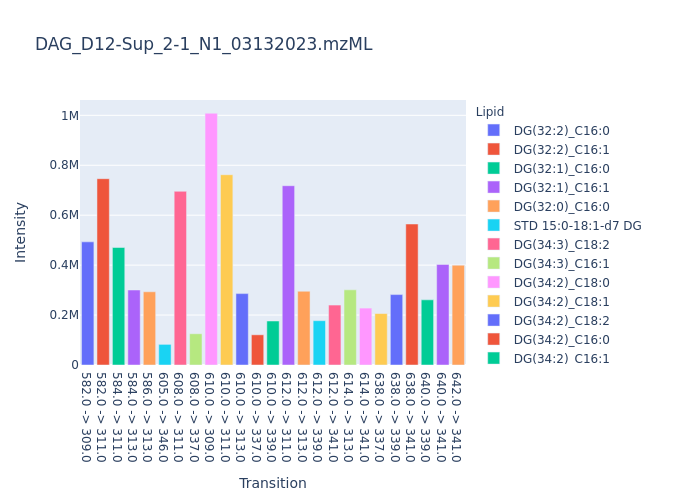 DAG_D12-Sup_2-1_N1_03132023.mzML
Intensity
1M
0.8M
0.6M
0.4M
0.2M
0
582.0 -> 309.0
582.0 -> 311.0
584.0 -> 311.0
584.0 -> 313.0
586.0 -> 313.0
605.0 -> 346.0
608.0 -> 311.0
608.0 -> 337.0
610.0 -> 309.0
610.0 -> 311.0
610.0 -> 313.0
610.0 -> 337.0
610.0 -> 339.0
612.0 -> 311.0
612.0 -> 313.0
612.0 -> 339.0
612.0 -> 341.0
614.0 -> 313.0
614.0 -> 341.0
638.0 -> 337.0
638.0 -> 339.0
638.0 -> 341.0
640.0 -> 339.0
640.0 -> 341.0
642.0 -> 341.0
Transition
Lipid
DG(32:2)_C16:0
DG(32:2)_C16:1
DG(32:1)_C16:0
DG(32:1)_C16:1
DG(32:0)_C16:0
STD 15:0-18:1-d7 DG
DG(34:3)_C18:2
DG(34:3)_C16:1
DG(34:2)_C18:0
DG(34:2)_C18:1
DG(34:2)_C18:2
DG(34:2)_C16:0
DG(34:2)_C16:1